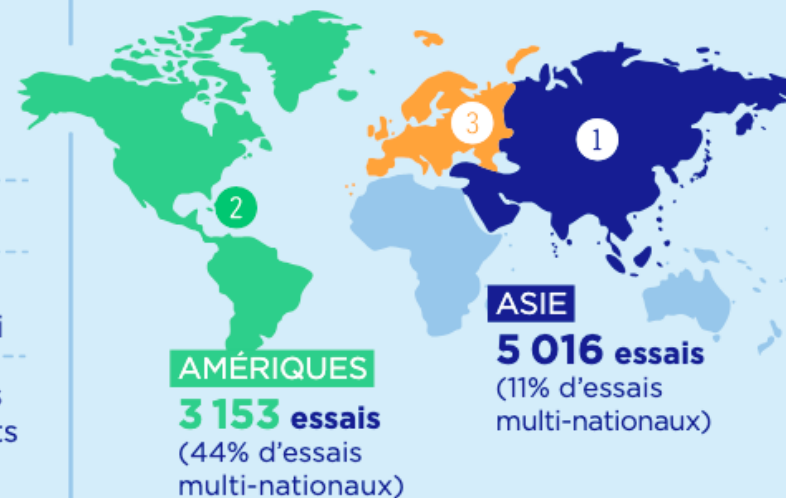 3
1
2
ASIE
5 016 essais
(11% d'essais
multi-nationaux)
AMÉRIQUES
3 153 essais
(44% d'essais
multi-nationaux)